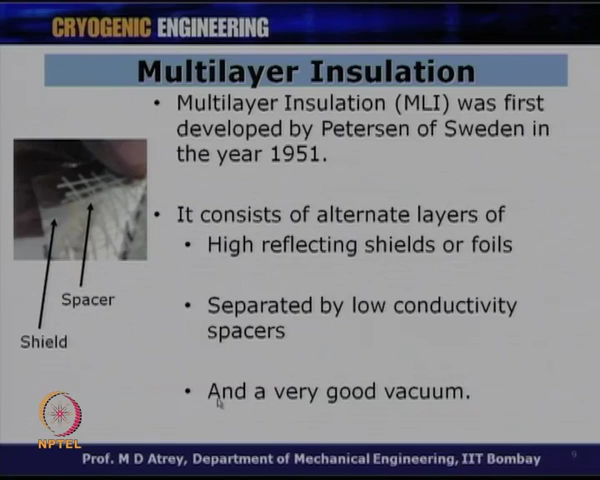 CRYOGENIC ENGINEERING
Multilayer Insulation
• Multilayer Insulation (MLI) was first
developed by Petersen of Sweden in
the year 1951.
• It consists of alternate layers of
• High reflecting shields or foils
• Separated by low conductivity
spacers
• And a very good vacuum.
Spacer
Shield
NPTEL
Prof. M D Atrey, Department of Mechanical Engineering, IIT Bombay
9